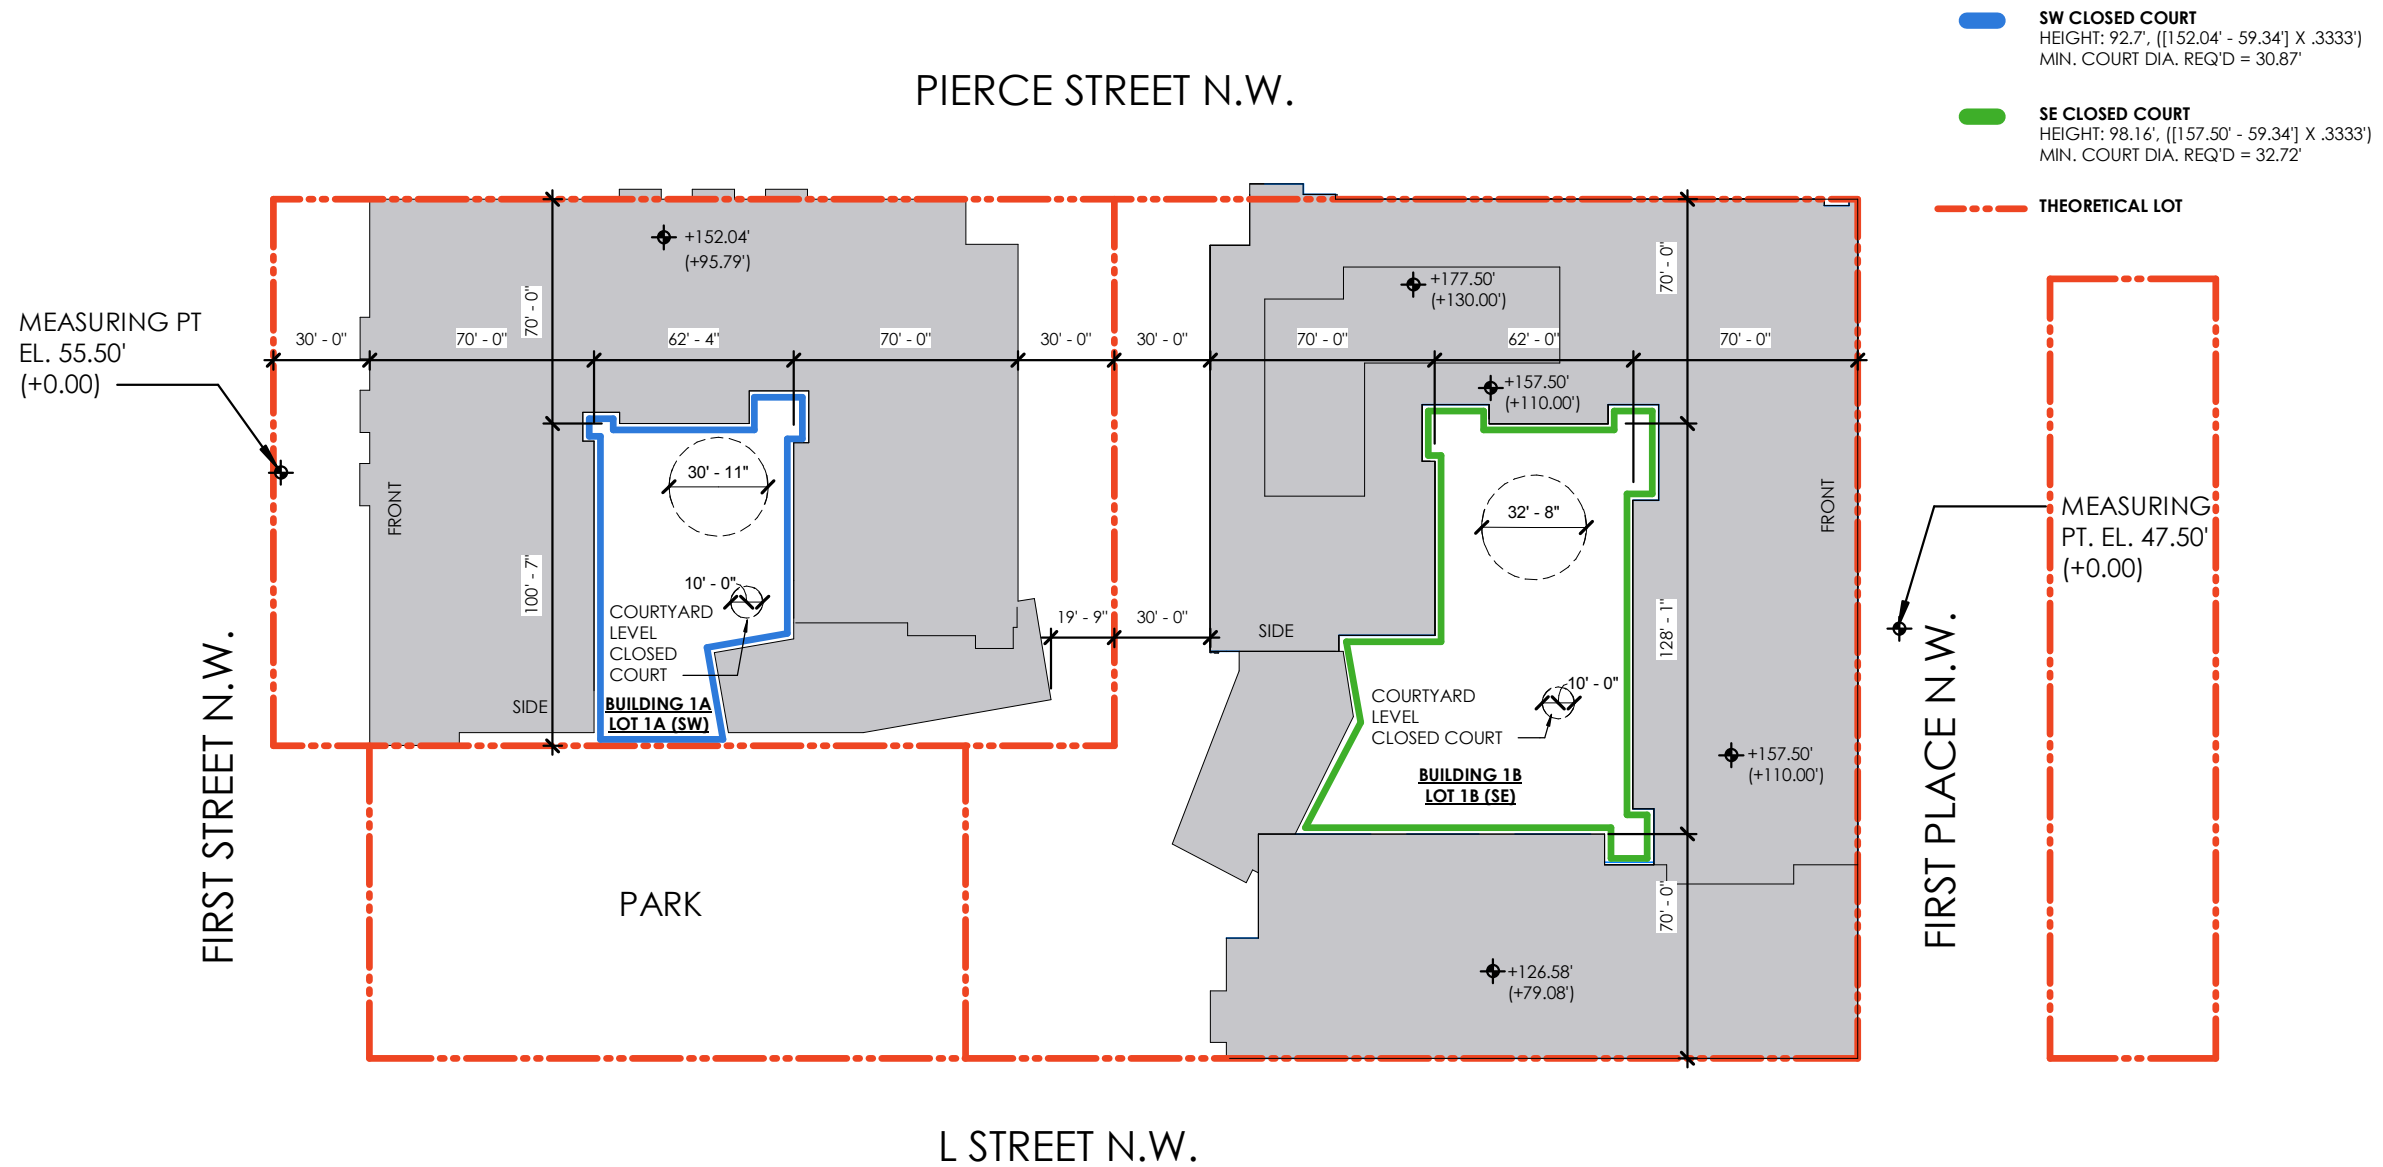 SW CLOSED COURT
HEIGHT: 92.7', ([152.04' - 59.34'] X .3333')
MIN. COURT DIA. REQ'D = 30.87'
SE CLOSED COURT
HEIGHT: 98.16', ([157.50' - 59.34'] X .3333')
MIN. COURT DIA. REQ'D = 32.72'
THEORETICAL LOT
PIERCE STREET N.W.
+152.04'
(+95.79')
70' - 0"
70' - 0"
+177.50'
(+130.00')
MEASURING PT
EL. 55.50'
(+0.00)
30' - 0"
70' - 0"
62' - 4"
70' - 0"
30' - 0"
30' - 0"
70' - 0"
62' - 0"
70' - 0"
+157.50'
(+110.00')
30' - 11"
32' - 8"
FRONT
FRONT
MEASURING
PT. EL. 47.50'
(+0.00)
100' - 7"
10' - 0"
COURTYARD
LEVEL
CLOSED
COURT
19' - 9"
30' - 0"
SIDE
128' - 1"
SIDE
BUILDING 1A
LOT 1A (SW)
10' - 0"
COURTYARD
LEVEL
CLOSED COURT
BUILDING 1B
LOT 1B (SE)
+157.50'
(+110.00')
FIRST STREET N.W.
FIRST PLACE N.W.
PARK
70' - 0"
+126.58'
(+79.08')
L STREET N.W.